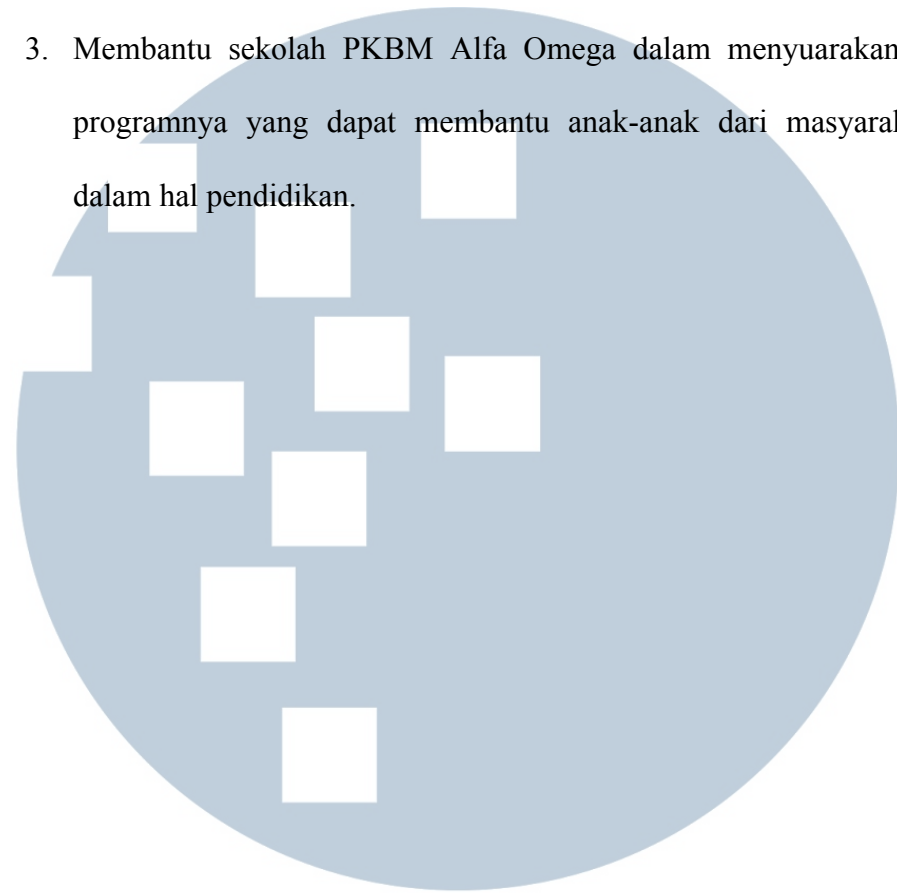 3. Membantu sekolah PKBM Alfa Omega dalam menyuarakan
programnya yang dapat membantu anak-anak dari
dalam hal pendidikan.